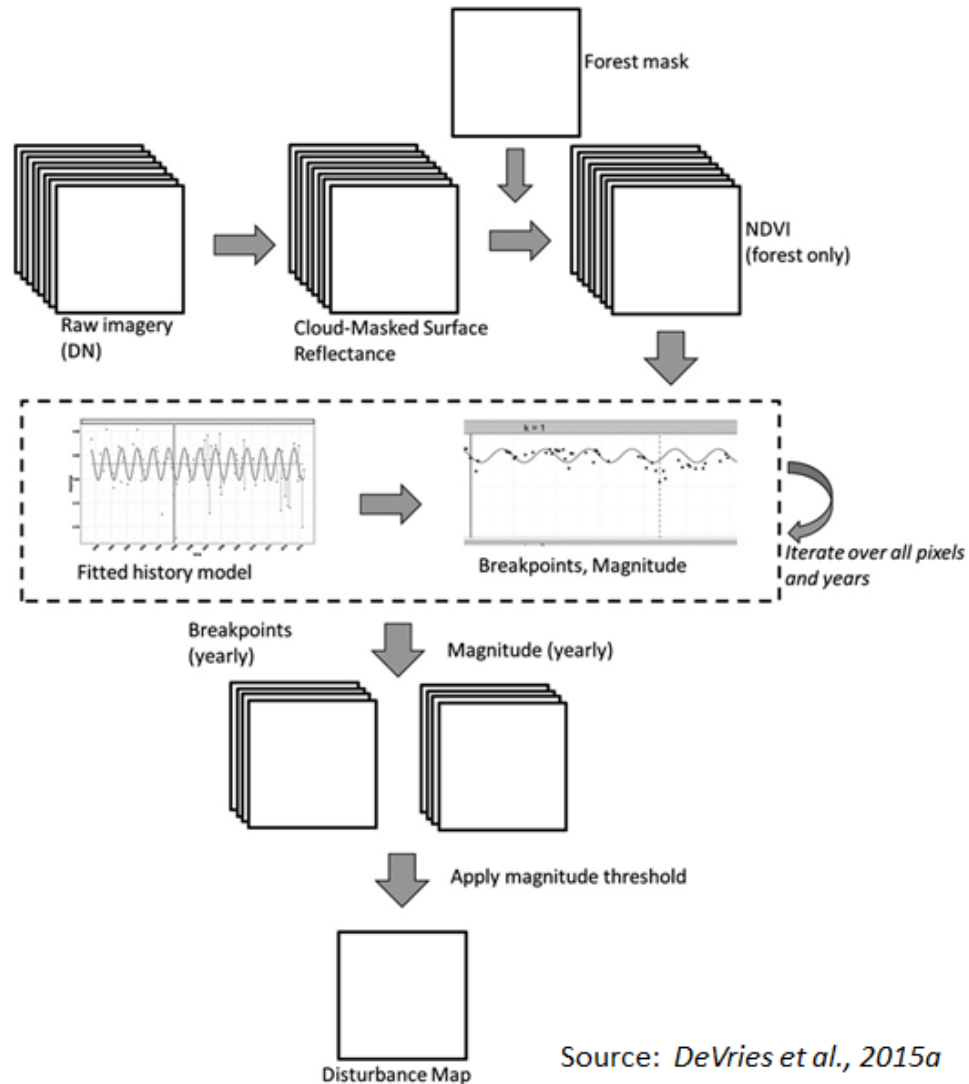 Forest mask
Raw imagery
(DN)
Cloud-Masked Surface
Reflectance
NDVI
(forest only)
Fitted history model
k = 1
Breakpoints, Magnitude
Iterate over all pixels
and years
Breakpoints
(yearly)
Magnitude (yearly)
Apply magnitude threshold
Disturbance Map
Source: DeVries et al., 2015a